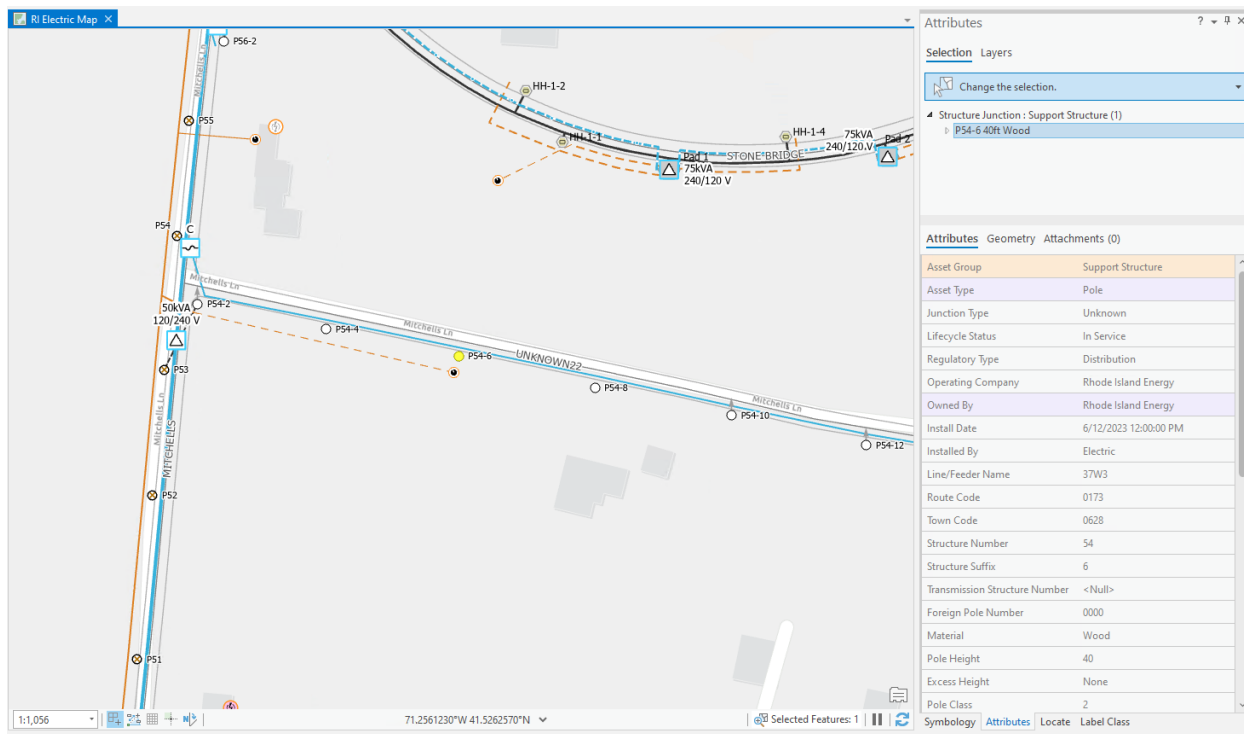 RI Electric Map
P56-2
Mitchells Ln
P55
HH-1-2
HH-1-1
HH-1-4
75kVA
240/120.V
Pad 2
Pad 1
STONE BRIDGE
75kVA
240/120 V
P54
C
Mitchells Ln
50kVA
P54-2
120/240 V
P54-4
Mitchells Ln
P54-6
UNKNOWN22
P53
P54-8
Mitchells Ln
P54-10
Mitchells Ln
MITCHELLS
P54-12
P52
P51
1:1,056
71.2561230°W 41.5262570°N
Selected Features: 1
Attributes
Selection Layers
Change the selection.
Structure Junction : Support Structure (1)
P54-6 40ft Wood
Attributes Geometry Attachments (0)
Asset Group Support Structure
Asset Type Pole
Junction Type Unknown
Lifecycle Status In Service
Regulatory Type Distribution
Operating Company Rhode Island Energy
Owned By Rhode Island Energy
Install Date 6/12/2023 12:00:00 PM
Installed By Electric
Line/Feeder Name 37W3
Route Code 0173
Town Code 0628
Structure Number 54
Structure Suffix 6
Transmission Structure Number <Null>
Foreign Pole Number 0000
Material Wood
Pole Height 40
Excess Height None
Pole Class 2
Symbology Attributes Locate Label Class